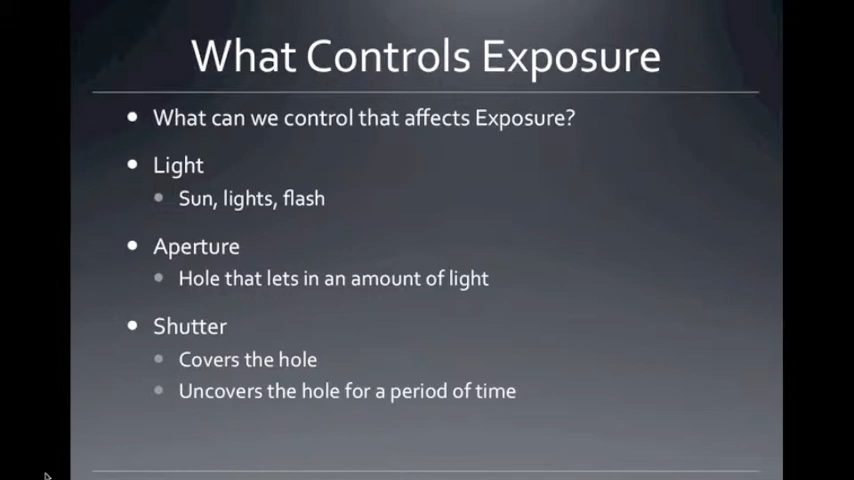 What Controls Exposure
What can we control that affects Exposure?
Light
Sun, lights, flash
Aperture
Hole that lets in an amount of light
Shutter
Covers the hole
Uncovers the hole for a period of time